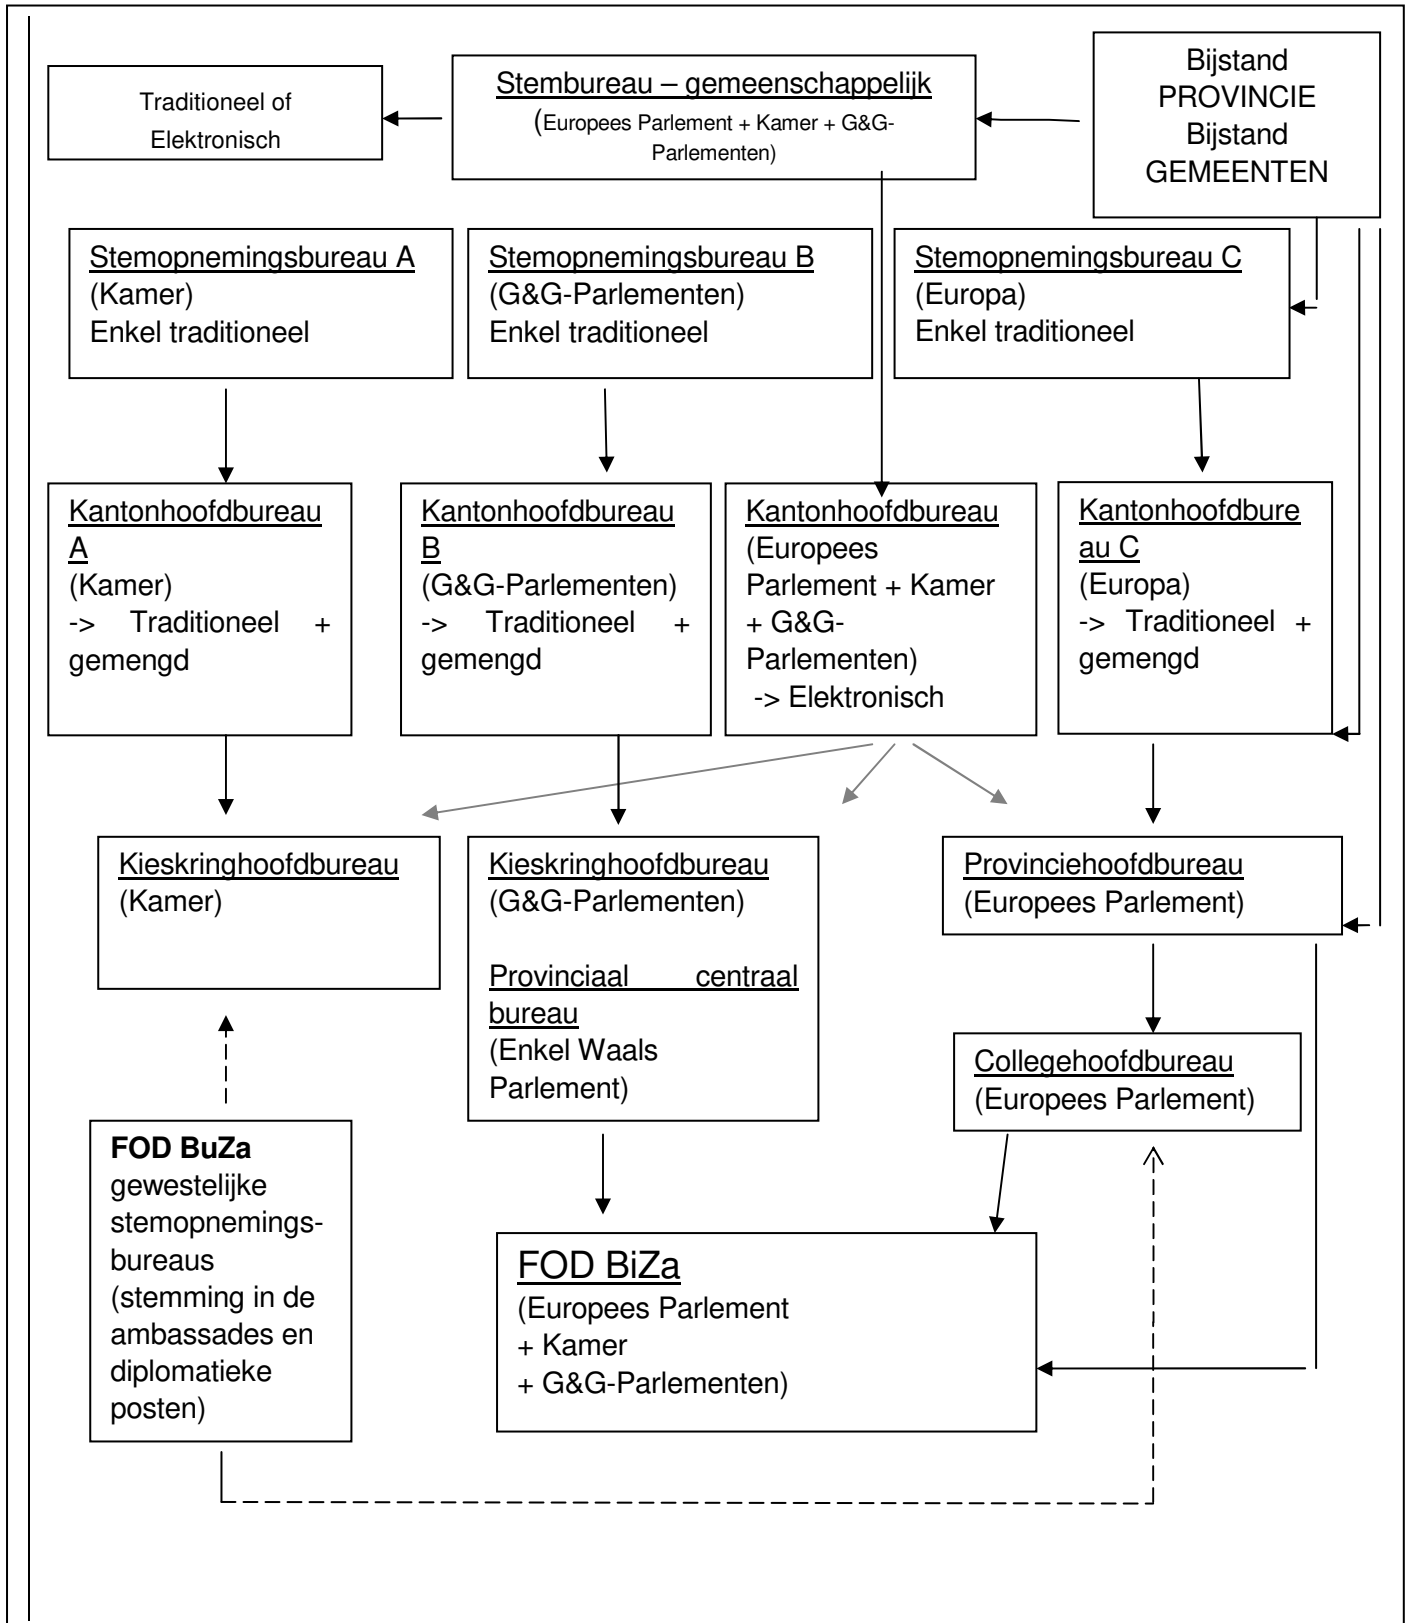 Traditioneel of
Elektronisch
Stembureau – gemeenschappelijk
(Europees Parlement + Kamer + G&G-
Parlementen)
Bijstand
PROVINCIE
Bijstand
GEMEENTEN
Stemopnemingsbureau A
(Kamer)
Enkel traditioneel
Stemopnemingsbureau B
(G&G-Parlementen)
Enkel traditioneel
Stemopnemingsbureau C
(Europa)
Enkel traditioneel
Kantonhoofdbureau
A
(Kamer)
-> Traditioneel +
gemengd
Kantonhoofdbureau
B
(G&G-Parlementen)
-> Traditioneel +
gemengd
Kantonhoofdbureau
(Europees
Parlement + Kamer
+ G&G-
Parlementen)
-> Elektronisch
Kantonhoofdbure
au C
(Europa)
-> Traditioneel +
gemengd
Kieskringhoofdbureau
(Kamer)
Kieskringhoofdbureau
(G&G-Parlementen)
Provinciaal centraal
bureau
(Enkel Waals
Parlement)
Provinciehoofdbureau
(Europees Parlement)
Collegehoofdbureau
(Europees Parlement)
FOD BuZa
gewestelijke
stemopnemings-
bureaus
(stemming in de
ambassades en
diplomatieke
posten)
FOD BiZa
(Europees Parlement
+ Kamer
+ G&G-Parlementen)